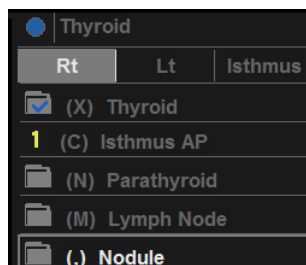 Thyroid
Rt Lt Isthmus
(X) Thyroid
1 (C) Isthmus AP
(N) Parathyroid
(M) Lymph Node
(.) Nodule